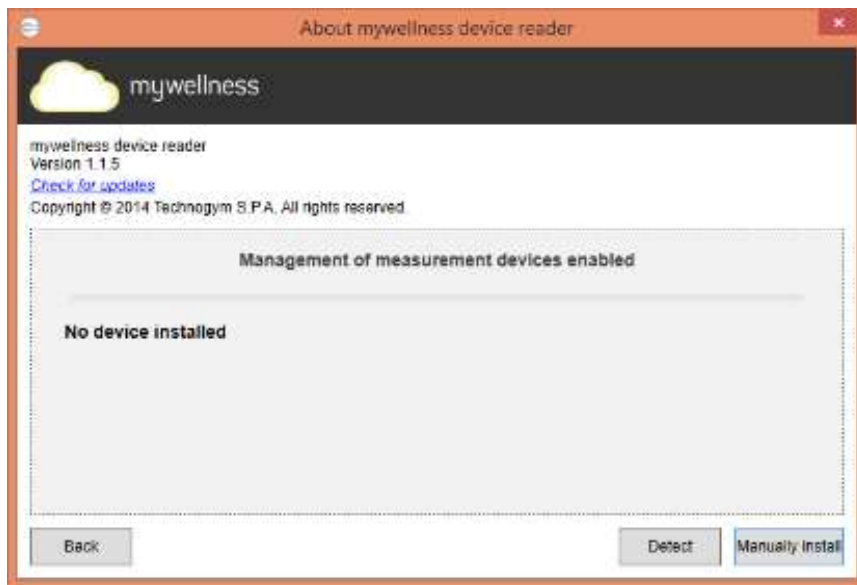 About mywellness device reader
mywellness
mywellness device reader
Version 1.1.5
Check for updates
Copyright © 2014 Technogym S.P.A. All rights reserved.
Management of measurement devices enabled
No device installed
Back
Detect
Manually Install